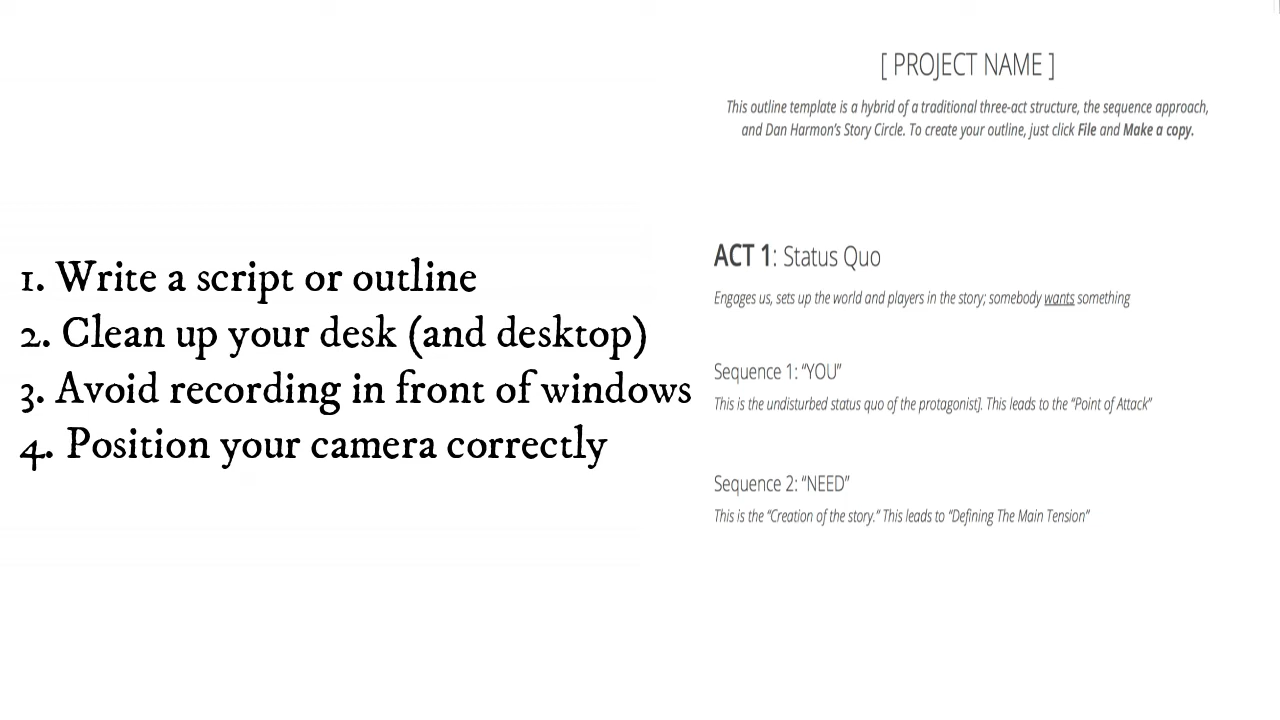 1. Write a script or outline
2. Clean up your desk (and desktop)
3. Avoid recording in front of windows
4. Position your camera correctly
[ PROJECT NAME ]
This outline template is a hybrid of a traditional three-act structure, the sequence approach,
and Dan Harmon's Story Circle. To create your outline, just click File and Make a copy.
ACT 1: Status Quo
Engages us, sets up the world and players in the story; somebody wants something
Sequence 1: “YOU”
This is the undisturbed status quo of the protagonist]. This leads to the “Point of Attack”
Sequence 2: “NEED”
This is the “Creation of the story.” This leads to “Defining The Main Tension”